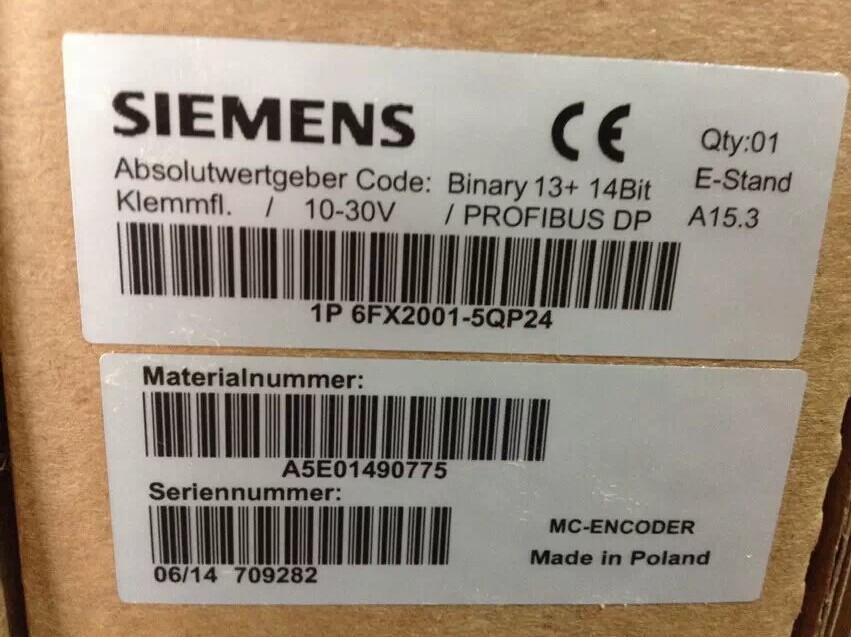 SIEMENS
CE
Qty:01
Absolutwertgeber Code: Binary 13+ 14Bit
E-Stand
Klemmfl. / 10-30V / PROFIBUS DP
A15.3
1P 6FX2001-5QP24
Materialnummer:
A5E01490775
Seriennummer:
06/14 709282
MC-ENCODER
Made in Poland